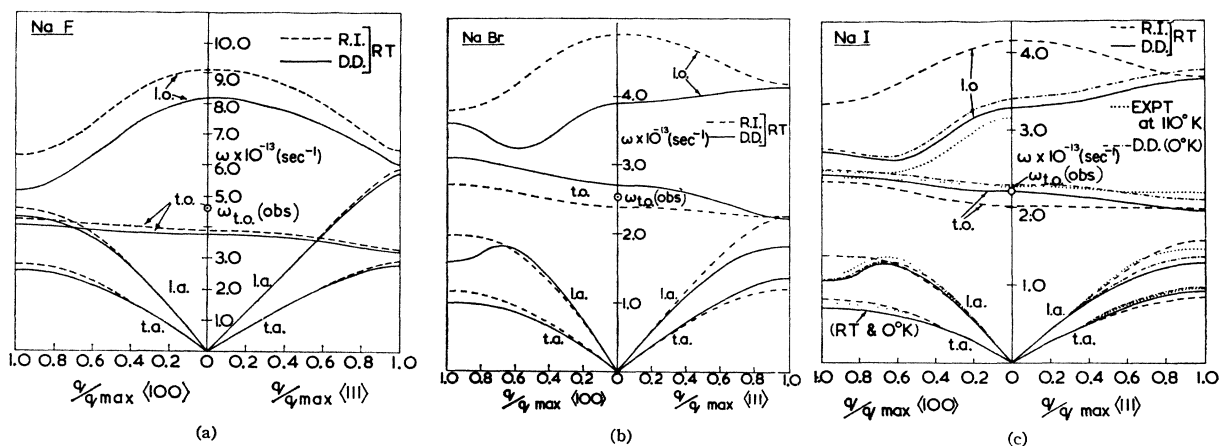 Na F
10.0
9.0
8.0
7.0
6.0
5.0
3.0
2.0
1.0
R.I.
D.D.
RT
l.o.
ω x 10⁻¹³ (sec⁻¹)
t.o.
ω t.o. (obs)
l.a.
t.a.
1.0 0.8 0.6 0.4 0.2 0 0.2 0.4 0.6 0.8 1.0
q/q max ⟨100⟩ q/q max ⟨111⟩
(a)
Na Br
4.0
3.0
2.0
1.0
l.o.
ω x 10⁻¹³ (sec⁻¹)
R.I.
D.D.
RT
t.o.
ω t.o. (obs)
l.a.
l.a.
t.a.
t.a.
1.0 0.8 0.6 0.4 0.2 0 0.2 0.4 0.6 0.8 1.0
q/q max ⟨100⟩ q/q max ⟨111⟩
(b)
Na I
4.0
3.0
2.0
1.0
R.I.
D.D.
RT
l.o
EXPT
at 110° K
D.D.(0°K)
ω x 10⁻¹³ (sec⁻¹)
ω t.o. (obs)
t.o.
l.a.
l.a.
t.a.
t.a.
(RT & 0°K)
1.0 0.8 0.6 0.4 0.2 0 0.2 0.4 0.6 0.8 1.0
q/q max ⟨100⟩ q/q max ⟨111⟩
(c)